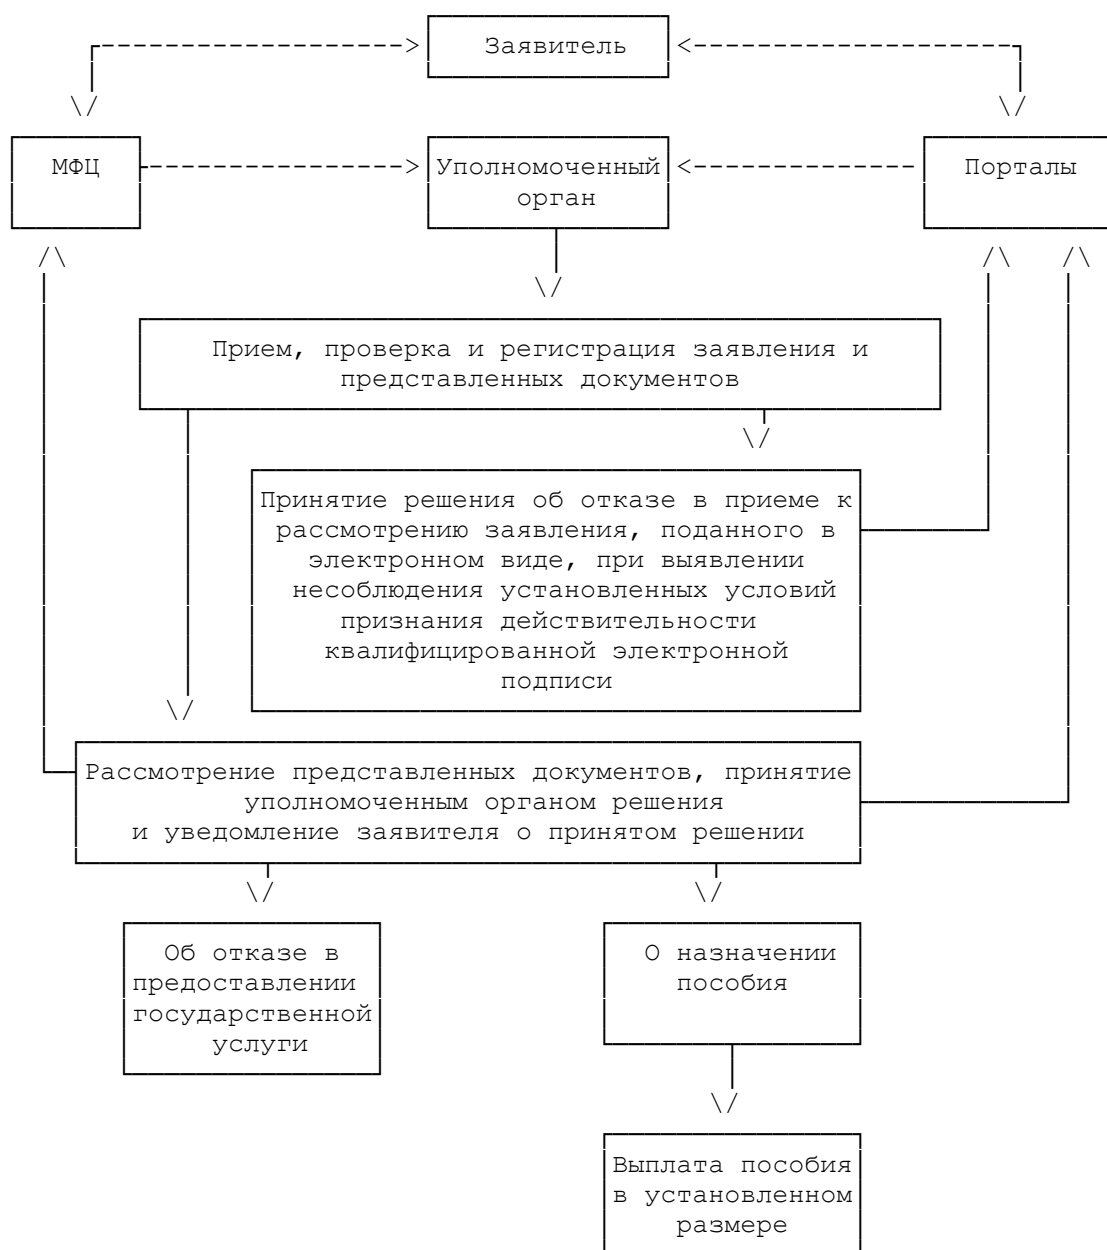 Заявитель
МФЦ
Уполномоченный
орган
Порталы
Прием, проверка и регистрация заявления и
представленных документов
Принятие решения об отказе в приеме к
рассмотрению заявления, поданного в
электронном виде, при выявлении
несоблюдения установленных условий
признания действительности
квалифицированной электронной
подписи
Рассмотрение представленных документов, принятие
уполномоченным органом решения
и уведомление заявителя о принятом решении
Об отказе в
предоставлении
государственной
услуги
О назначении
пособия
Выплата пособия
в установленном
размере